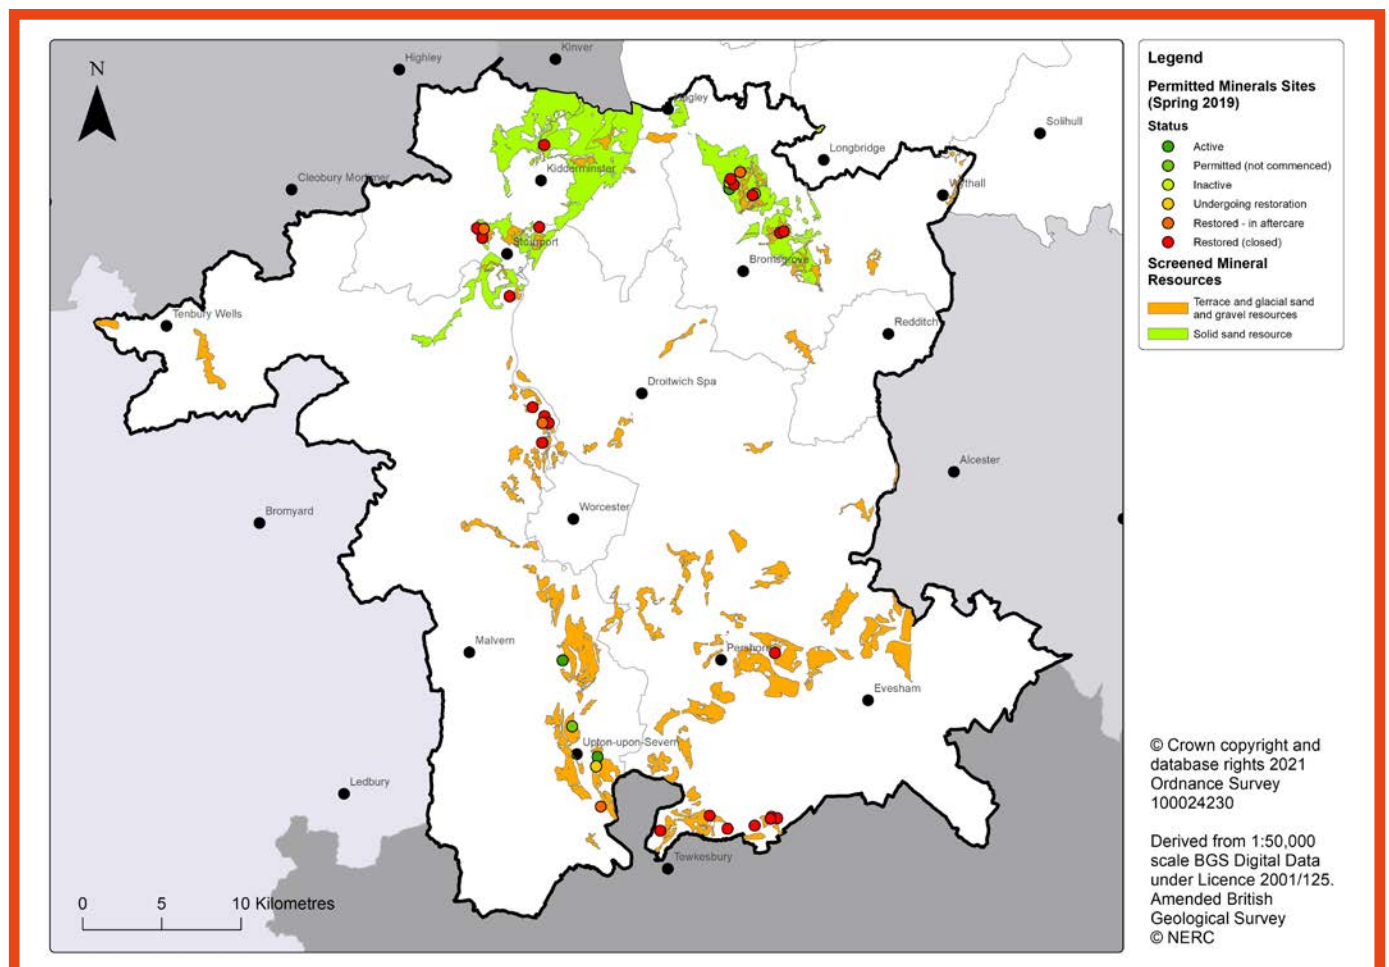 N
Highley
Kinver
Hagley
Solihull
Longbridge
Cleobury Mortimer
Kidderminster
Wythall
Stourport
Bromsgrove
Tenbury Wells
Redditch
Droitwich Spa
Alcester
Bromyard
Worcester
Malvern
Pershore
Evesham
Upton-upon-Severn
Ledbury
Tewkesbury
0 5 10 Kilometres
Legend
Permitted Minerals Sites
(Spring 2019)
Status
Active
Permitted (not commenced)
Inactive
Undergoing restoration
Restored - in aftercare
Restored (closed)
Screened Mineral
Resources
Terrace and glacial sand
and gravel resources
Solid sand resource
© Crown copyright and
database rights 2021
Ordnance Survey
100024230
Derived from 1:50,000
scale BGS Digital Data
under Licence 2001/125.
Amended British
Geological Survey
© NERC